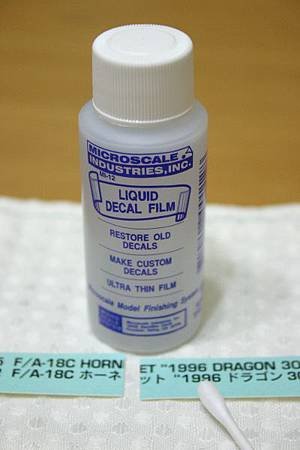 MICROSCALE
INDUSTRIES, INC.
MI-12
LIQUID
DECAL FILM
RESTORE OLD
DECALS
MAKE CUSTOM
DECALS
ULTRA THIN FILM
Microscale Model Finishing System
F/A-18C HORN
F/A-18C ホーネ
ET "1996 DRAGON 30
ット "1996 ドラゴン 30